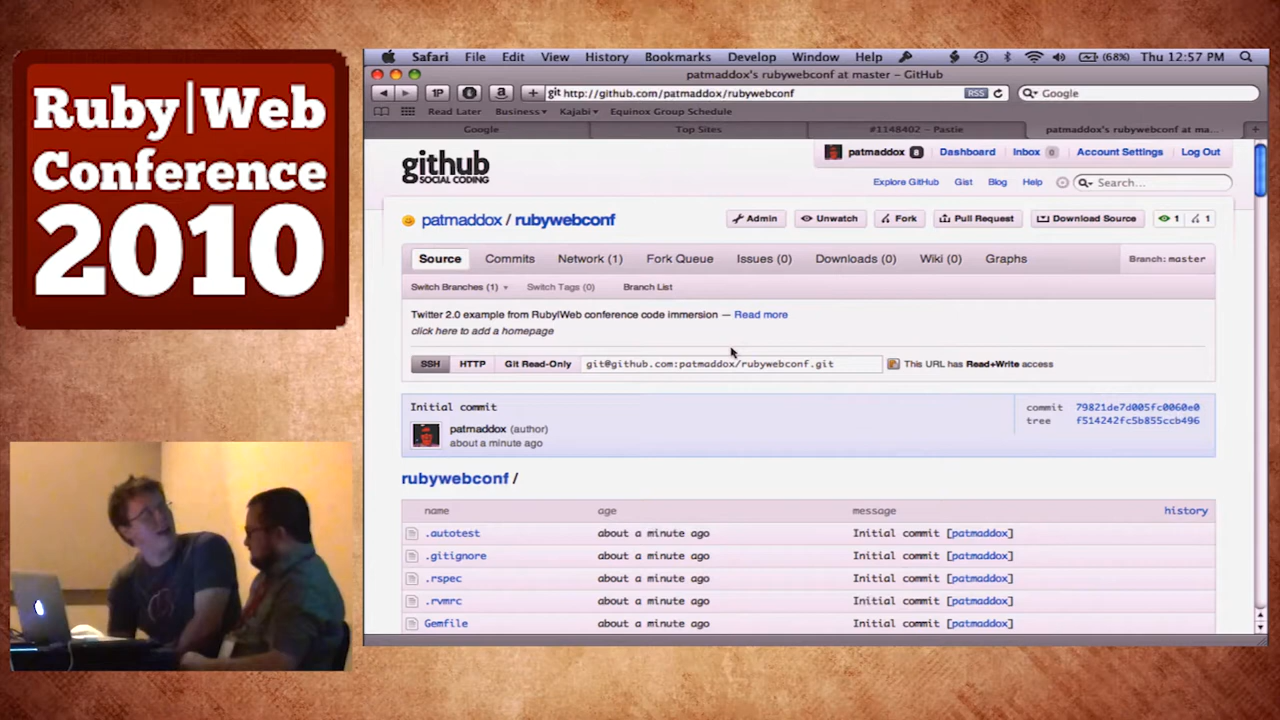 Ruby|Web
Conference
2010
Safari File Edit View History Bookmarks Develop Window Help (68%) Thu 12:57 PM
patmaddox's rubywebconf at master – GitHub
1P a + git http://github.com/patmaddox/rubywebconf RSS Google
Read Later Business Kajabi Equinox Group Schedule
Google Top Sites #1148402 - Pastie patmaddox's rubywebconf at ma... +
github
SOCIAL CODING
patmaddox 8 Dashboard Inbox 0 Account Settings Log Out
Explore GitHub Gist Blog Help Search...
patmaddox / rubywebconf Admin Unwatch Fork Pull Request Download Source 1 1
Source Commits Network (1) Fork Queue Issues (0) Downloads (0) Wiki (0) Graphs Branch: master
Switch Branches (1) Switch Tags (0) Branch List
Twitter 2.0 example from Ruby|Web conference code immersion — Read more
click here to add a homepage
SSH HTTP Git Read-Only git@github.com:patmaddox/rubywebconf.git This URL has Read+Write access
Initial commit
patmaddox (author)
about a minute ago
commit 79821de7d005fc0060e0
tree f514242fc5b855ccb496
rubywebconf /
name age message history
.autotest about a minute ago Initial commit [patmaddox]
.gitignore about a minute ago Initial commit [patmaddox]
.rspec about a minute ago Initial commit [patmaddox]
.rvmrc about a minute ago Initial commit [patmaddox]
Gemfile about a minute ago Initial commit [patmaddox]